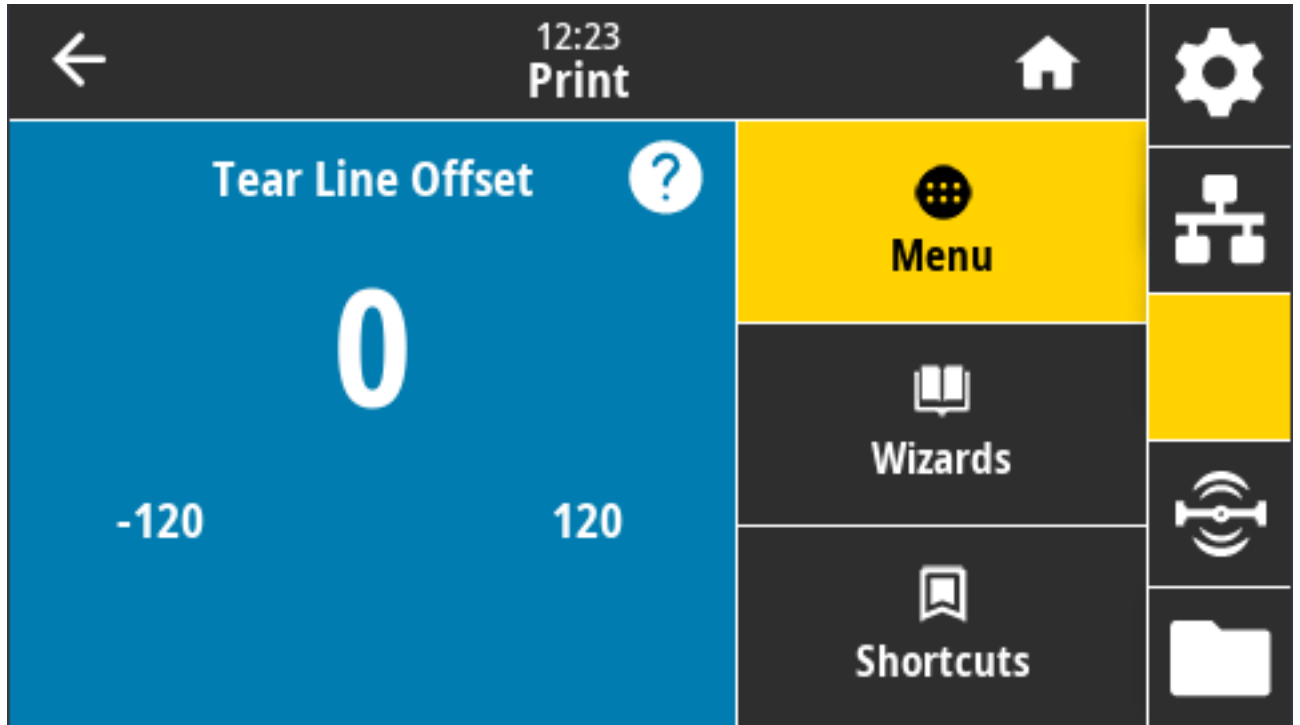 12:23
Print
Tear Line Offset
?
0
-120 120
Menu
Wizards
Shortcuts